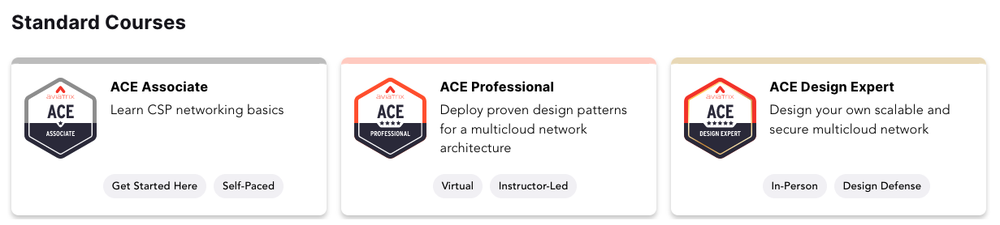 Standard Courses
aviatrix
ACE
ASSOCIATE
ACE Associate
Learn CSP networking basics
Get Started Here
Self-Paced
aviatrix
ACE
PROFESSIONAL
ACE Professional
Deploy proven design patterns
for a multicloud network
architecture
Virtual
Instructor-Led
aviatrix
ACE
DESIGN EXPERT
ACE Design Expert
Design your own scalable and
secure multicloud network
In-Person
Design Defense